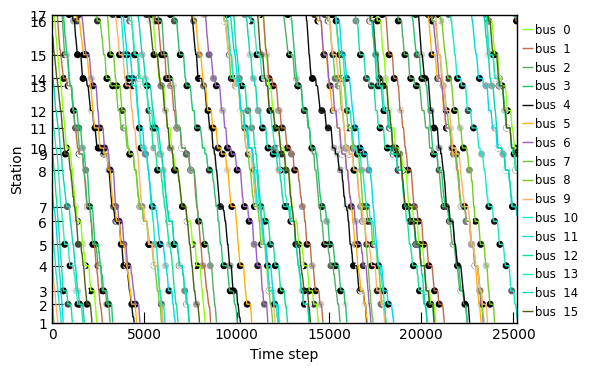 17
16
15
14
13
12
11
10
9
8
7
6
5
4
3
2
1
Station
0 5000 10000 15000 20000 25000
Time step
bus 0
bus 1
bus 2
bus 3
bus 4
bus 5
bus 6
bus 7
bus 8
bus 9
bus 10
bus 11
bus 12
bus 13
bus 14
bus 15